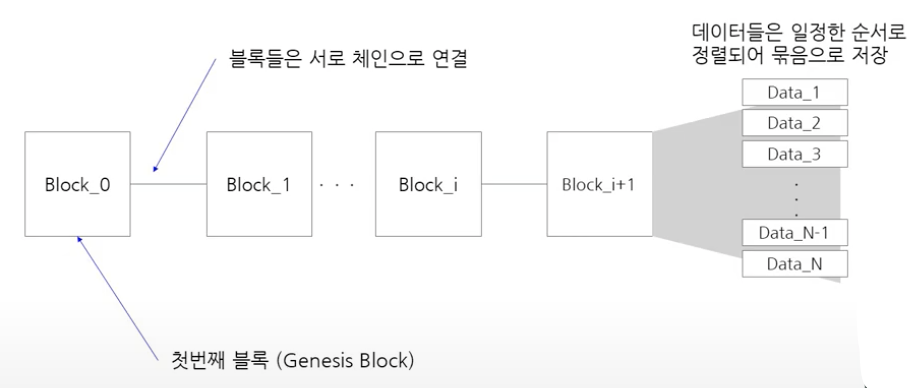 데이터들은 일정한 순서로
정렬되어 묶음으로 저장
블록들은 서로 체인으로 연결
Data_1
Data_2
Data_3
Block_0
Block_1
· · ·
Block_i
Block_i+1
.
.
.
Data_N-1
Data_N
첫번째 블록 (Genesis Block)